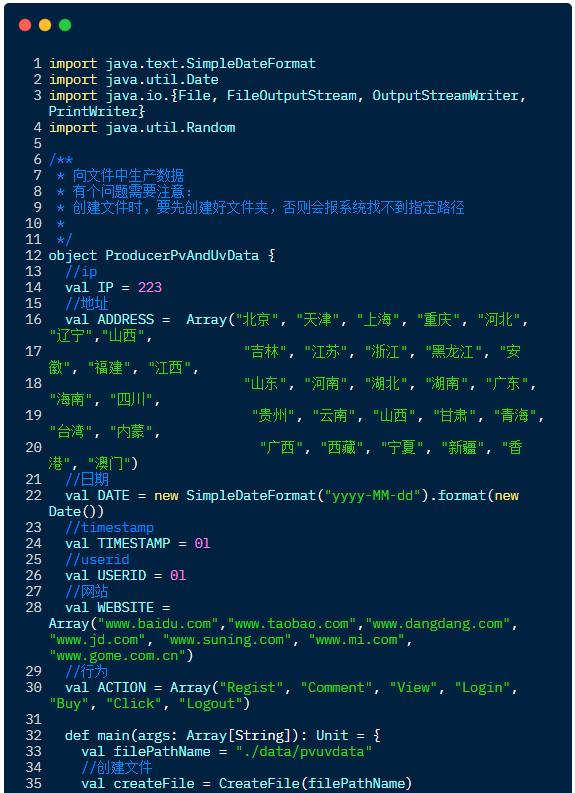 1 import java.text.SimpleDateFormat
2 import java.util.Date
3 import java.io.{File, FileOutputStream, OutputStreamWriter,
PrintWriter}
4 import java.util.Random
5
6 /**
7  * 向文件中生产数据
8  * 有个问题需要注意:
9  * 创建文件时，要先创建好文件夹，否则会报系统找不到指定路径
10  *
11  */
12 object ProducerPvAndUvData {
13   //ip
14   val IP = 223
15   //地址
16   val ADDRESS =  Array("北京", "天津", "上海", "重庆", "河北",
"辽宁","山西",
17                         "吉林", "江苏", "浙江", "黑龙江", "安
徽", "福建", "江西",
18                         "山东", "河南", "湖北", "湖南", "广东",
"海南", "四川",
19                          "贵州", "云南", "山西", "甘肃", "青海",
"台湾", "内蒙",
20                           "广西", "西藏", "宁夏", "新疆", "香
港", "澳门")
21   //日期
22   val DATE = new SimpleDateFormat("yyyy-MM-dd").format(new
Date())
23   //timestamp
24   val TIMESTAMP = 0l
25   //userid
26   val USERID = 0l
27   //网站
28   val WEBSITE =
Array("www.baidu.com","www.taobao.com","www.dangdang.com",
"www.jd.com", "www.suning.com", "www.mi.com",
"www.gome.com.cn")
29   //行为
30   val ACTION = Array("Regist", "Comment", "View", "Login",
"Buy", "Click", "Logout")
31
32   def main(args: Array[String]): Unit = {
33     val filePathName = "./data/pvuvdata"
34     //创建文件
35     val createFile = CreateFile(filePathName)